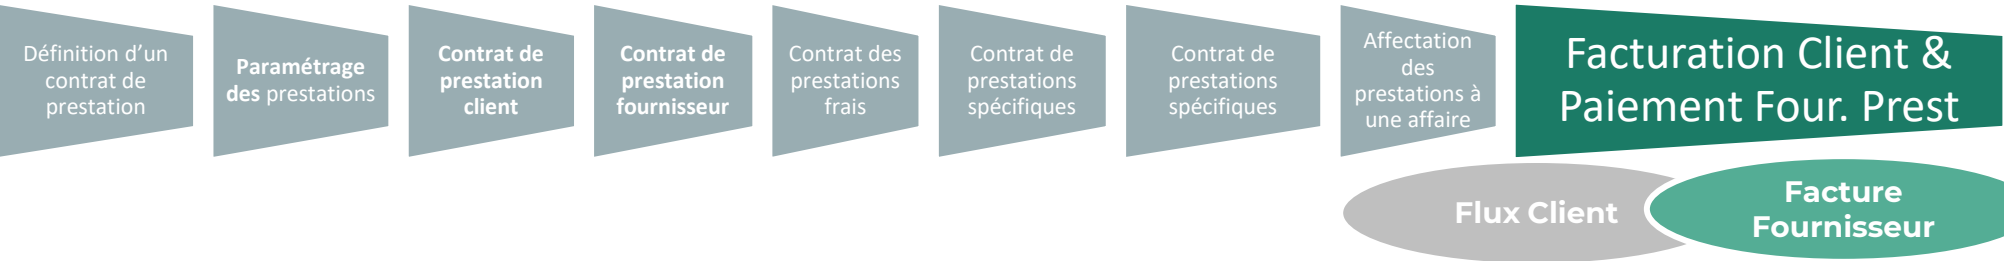 Définition d’un
contrat de
prestation
Paramétrage
des prestations
Contrat de
prestation
client
Contrat de
prestation
fournisseur
Contrat des
prestations
frais
Contrat de
prestations
spécifiques
Contrat de
prestations
spécifiques
Affectation
des
prestations à
une affaire
Facturation Client &
Paiement Four. Prest
Flux Client
Facture
Fournisseur